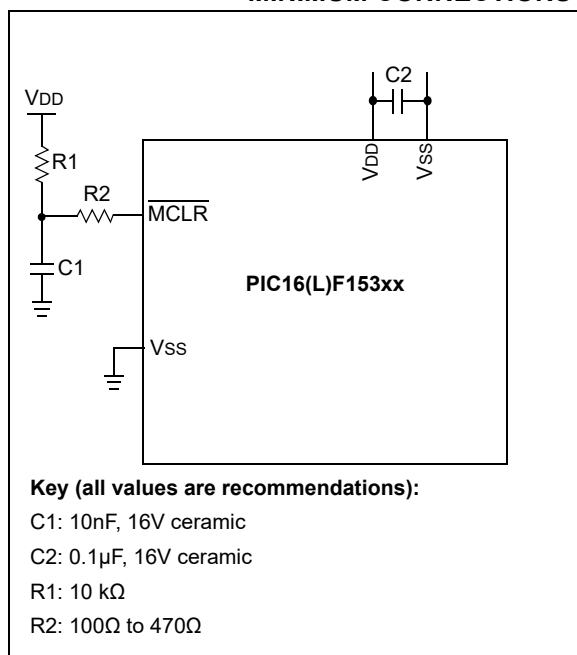 C2
VDD
R1
R2
C1
VDD
VSS
MCLR
PIC16(L)F153xx
VSS
Key (all values are recommendations):
C1: 10nF, 16V ceramic
C2: 0.1µF, 16V ceramic
R1: 10 kΩ
R2: 100Ω to 470Ω